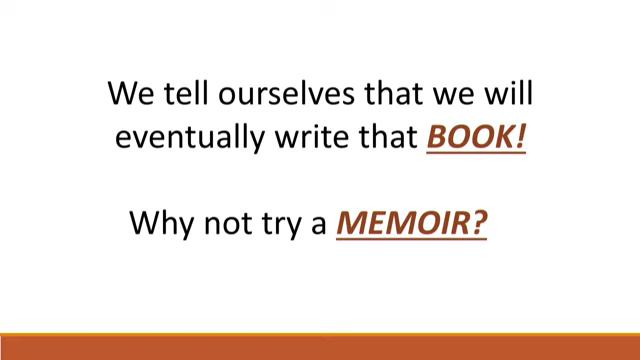 We tell ourselves that we will
eventually write that BOOK!
Why not try a MEMOIR?